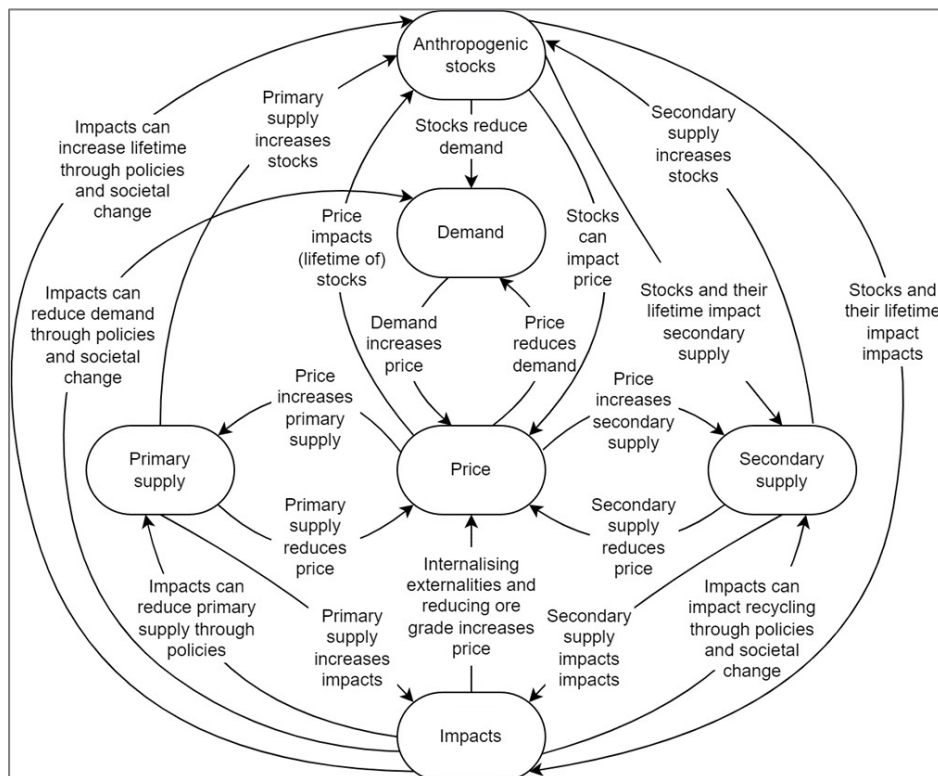 Anthropogenic
stocks
Impacts can
increase lifetime
through policies
and societal
change
Primary
supply
increases
stocks
Stocks reduce
demand
Secondary
supply
increases
stocks
Price
impacts
(lifetime of)
stocks
Demand
Stocks
can
impact
price
Impacts can
reduce demand
through policies
and societal
change
Demand
increases
price
Price
reduces
demand
Stocks and their
lifetime impact
secondary
supply
Stocks and
their lifetime
impact
impacts
Price
increases
primary
supply
Price
increases
secondary
supply
Primary
supply
Price
Secondary
supply
Primary
supply
reduces
price
Secondary
supply
reduces
price
Impacts can
reduce primary
supply through
policies
Primary
supply
increases
impacts
Internalising
externalities and
reducing ore
grade increases
price
Secondary
supply
impacts
impacts
Impacts can
impact recycling
through policies
and societal
change
Impacts